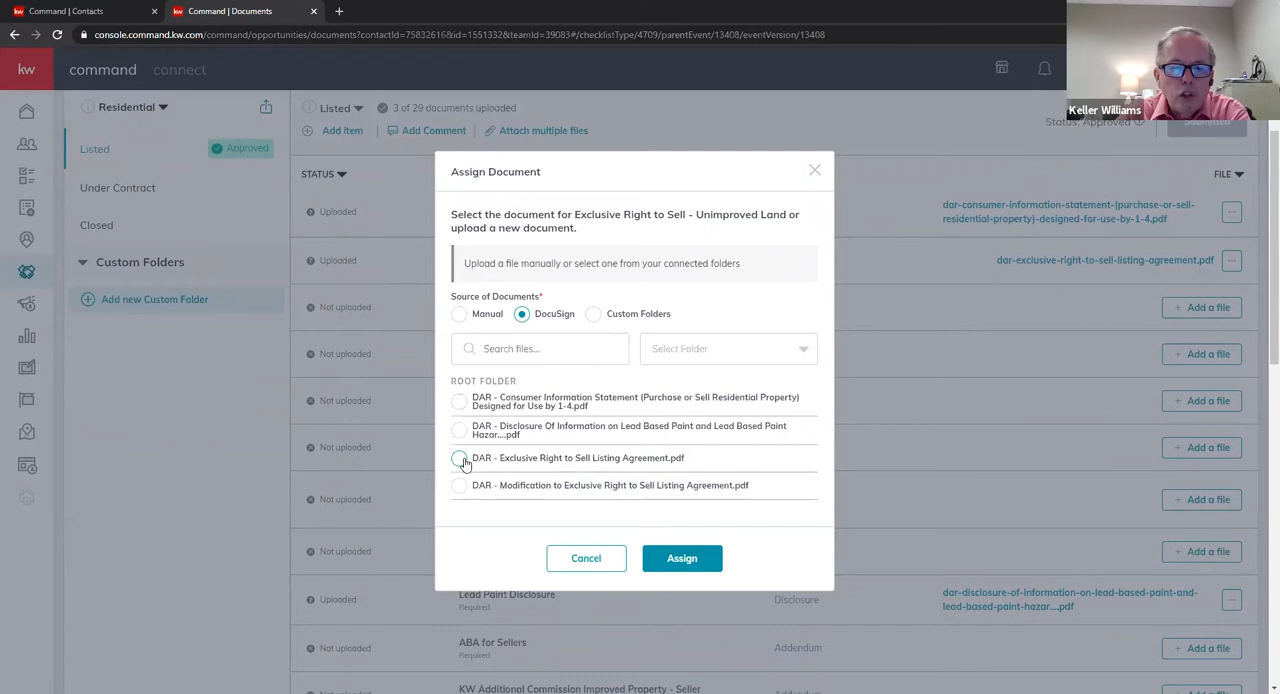 Command | Contacts
Command | Documents
console.command.kw.com/command/opportunities/documents?contactId=75832616&id=1551332&teamId=39083#/checklistType/4709/parentEvent/13408/eventVersion/13408
Keller Williams
kw
command
connect
Residential
Listed
Approved
Under Contract
Closed
Custom Folders
Add new Custom Folder
Listed
3 of 29 documents uploaded
Add item
Add Comment
Attach multiple files
Status: Approved
Submitted
STATUS
FILE
Uploaded
dar-consumer-information-statement-(purchase-or-sell-
residential-property)-designed-for-use-by-1-4.pdf
Uploaded
dar-exclusive-right-to-sell-listing-agreement.pdf
Not uploaded
+ Add a file
Not uploaded
+ Add a file
Not uploaded
+ Add a file
Not uploaded
+ Add a file
Not uploaded
+ Add a file
Not uploaded
+ Add a file
Uploaded
Lead Paint Disclosure
Required
Disclosure
dar-disclosure-of-information-on-lead-based-paint-and-
lead-based-paint-hazar....pdf
Not uploaded
ABA for Sellers
Required
Addendum
+ Add a file
Not uploaded
KW Additional Commission Improved Property - Seller
Addendum
+ Add a file
Assign Document
Select the document for Exclusive Right to Sell - Unimproved Land or
upload a new document.
Upload a file manually or select one from your connected folders
Source of Documents*
Manual
DocuSign
Custom Folders
Search files...
Select Folder
ROOT FOLDER
DAR - Consumer Information Statement (Purchase or Sell Residential Property)
Designed for Use by 1-4.pdf
DAR - Disclosure Of Information on Lead Based Paint and Lead Based Paint
Hazar....pdf
DAR - Exclusive Right to Sell Listing Agreement.pdf
DAR - Modification to Exclusive Right to Sell Listing Agreement.pdf
Cancel
Assign